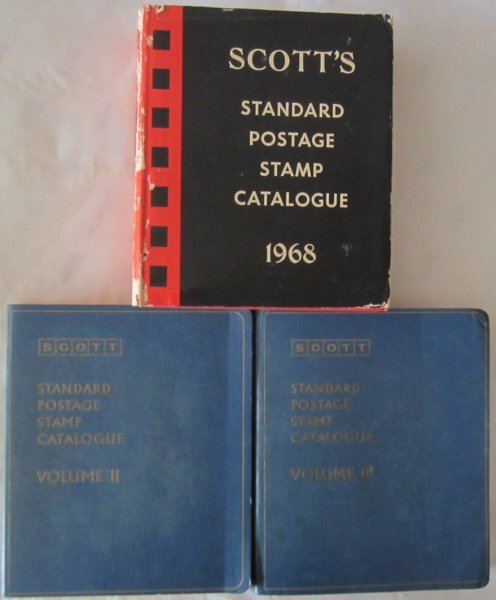 SCOTT'S
STANDARD
POSTAGE
STAMP
CATALOGUE
1968
SCOTT
STANDARD
POSTAGE
STAMP
CATALOGUE
VOLUME II
SCOTT
STANDARD
POSTAGE
STAMP
CATALOGUE
VOLUME III